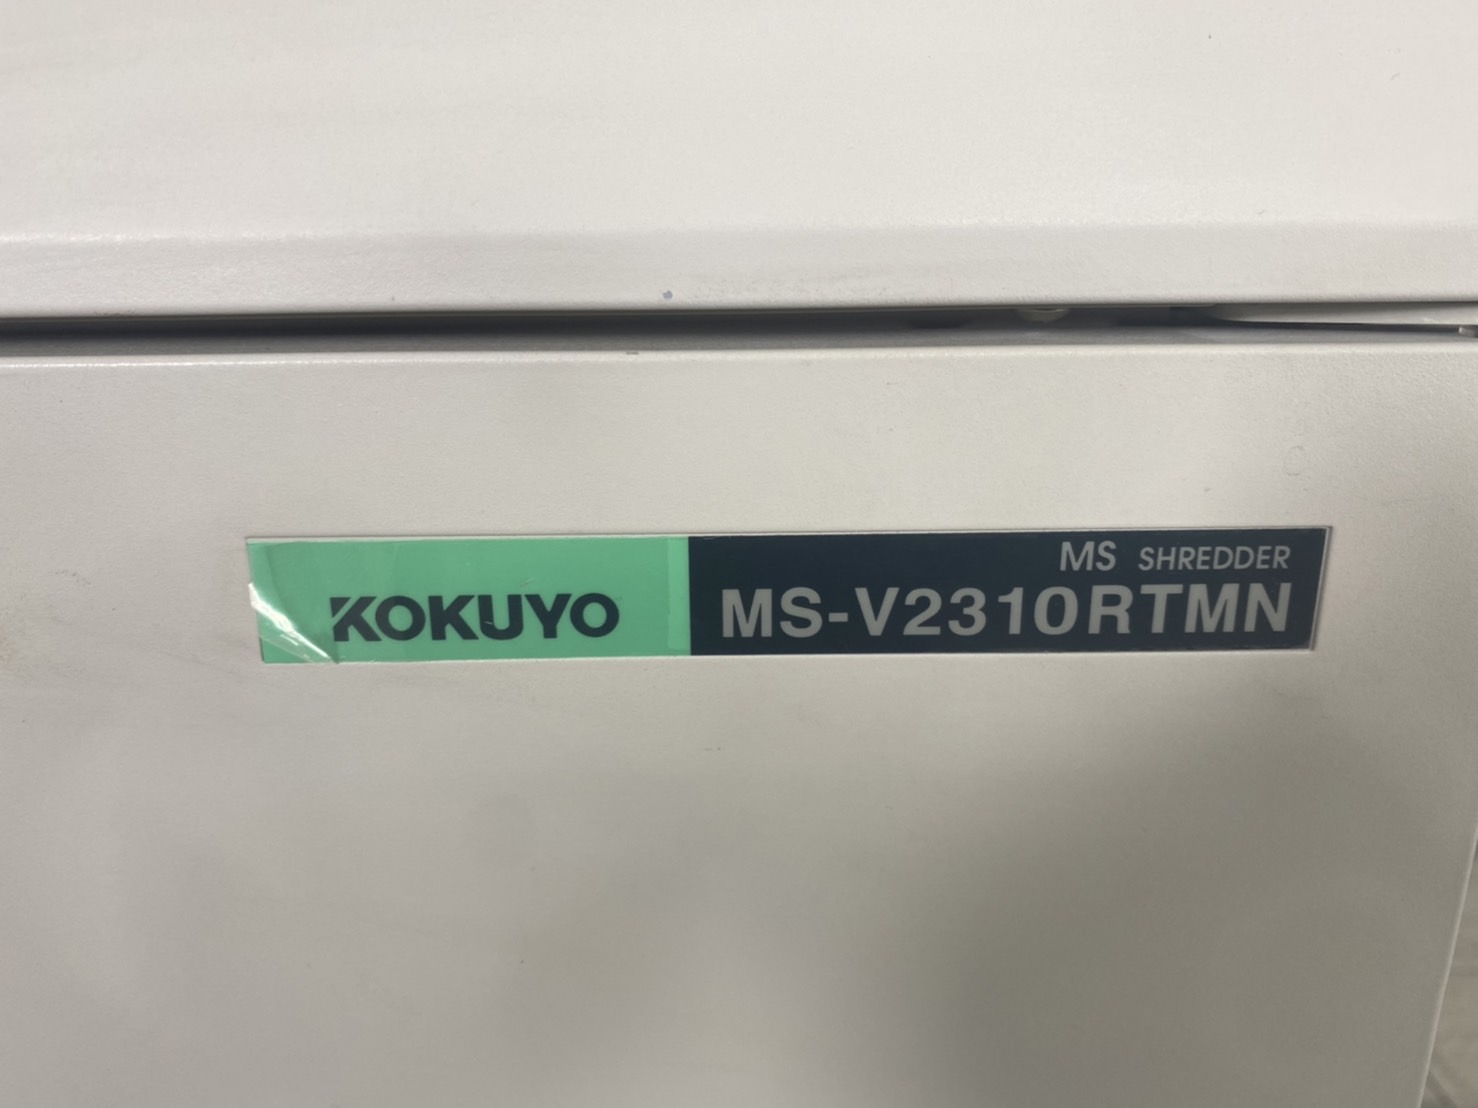 KOKUYO
MS SHREDDER
MS-V2310RTMN